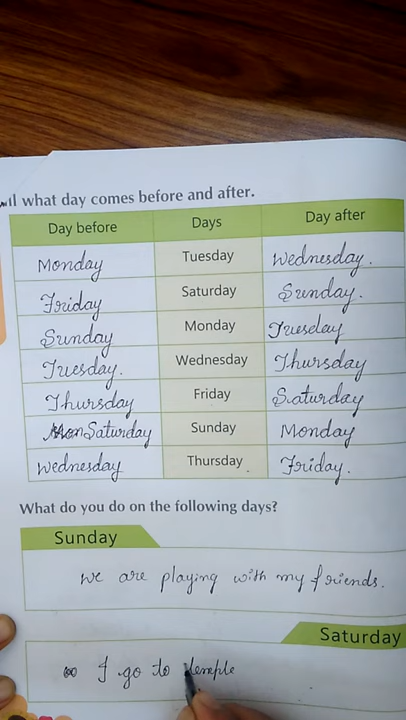 ll what day comes before and after.
Day before Days Day after
Monday Tuesday Wednesday.
Friday Saturday Sunday.
Sunday Monday Tuesday
Tuesday. Wednesday Thursday
Thursday Friday Saturday
Saturday Sunday Monday
Wednesday Thursday Friday.
What do you do on the following days?
Sunday
We are playing with my friends.
Saturday
I go to temple